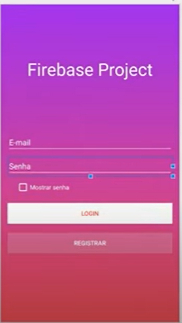 Firebase Project
E-mail
Senha
Mostrar senha
LOGIN
REGISTRAR